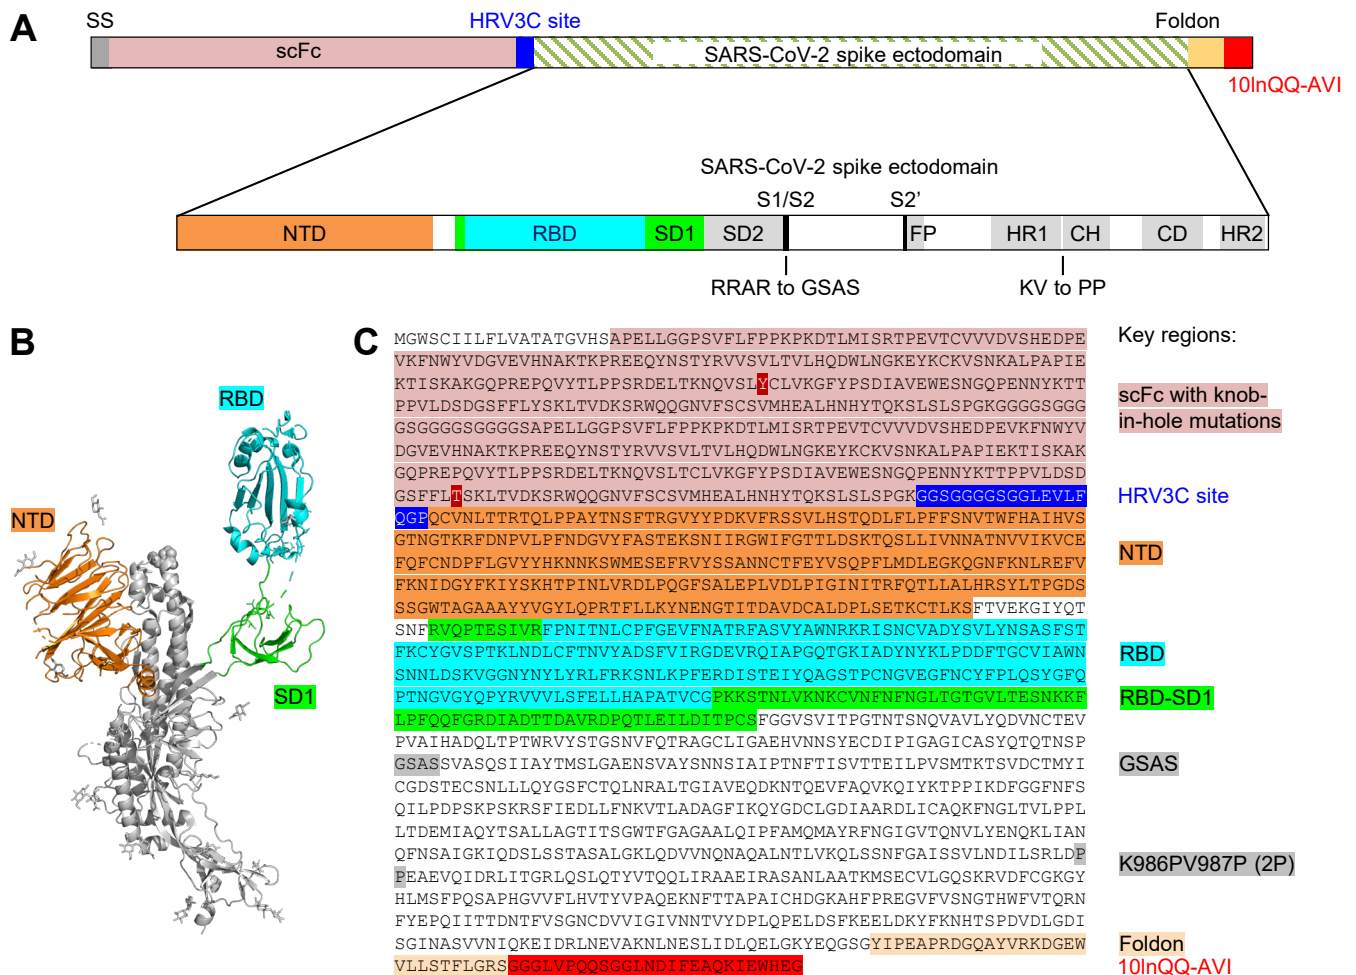 A
SS
HRV3C site
Foldon
scFc
SARS-CoV-2 spike ectodomain
10lnQQ-AVI
SARS-CoV-2 spike ectodomain
S1/S2
S2’
NTD
RBD
SD1
SD2
FP
HR1
CH
CD
HR2
RRAR to GSAS
KV to PP
B
RBD
NTD
SD1
C
MGWSCIILFLVATATGVHSAPELLGGPSVFLFPPKPKDTLMISRTPEVTCVVVDVSHEDPE
VKFNWYVDGVEVHNAKTKPREEQYNSTYRVVSVLTVLHQDWLNGKEYKCKVSNKALPAPIE
KTISKAKGQPREPQVYTLPPSRDELTKNQVSLYCLVKGFYPSDIAVEWESNGQPENNYKTT
PPVLDSDGSFFLYSKLTVDKSRWQQGNVFSCSVMHEALHNHYTQKSLSLSPGKGGGGSGGG
GSGGGGSGGGGSAPELLGGPSVFLFPPKPKDTLMISRTPEVTCVVVDVSHEDPEVKFNWYV
DGVEVHNAKTKPREEQYNSTYRVVSVLTVLHQDWLNGKEYKCKVSNKALPAPIEKTISKAK
GQPREPQVYTLPPSRDELTKNQVSLTCLVKGFYPSDIAVEWESNGQPENNYKTTPPVLDSD
GSFFLTSKLTVDKSRWQQGNVFSCSVMHEALHNHYTQKSLSLSPGKGGSGGGGSGGLEVLF
QGPQCVNLTTRTQLPPAYTNSFTRGVYYPDKVFRSSVLHSTQDLFLPFFSNVTWFHAIHVS
GTNGTKRFDNPVLPFNDGVYFASTEKSNIIRGWIFGTTLDSKTQSLLIVNNATNVVIKVCE
FQFCNDPFLGVYYHKNNKSWMESEFRVYSSANNCTFEYVSQPFLMDLEGKQGNFKNLREFV
FKNIDGYFKIYSKHTPINLVRDLPQGFSALEPLVDLPIGINITRFQTLLALHRSYLTPGDS
SSGWTAGAAAYYVGYLQPRTFLLKYNENGTITDAVDCALDPLSETKCTLKSFTVEKGIYQT
SNFRVQPTESIVRFPNITNLCPFGEVFNATRFASVYAWNRKRISNCVADYSVLYNSASFST
FKCYGVSPTKLNDLCFTNVYADSFVIRGDEVRQIAPGQTGKIADYNYKLPDDFTGCVIAWN
SNNLDSKVGGNYNYLYRLFRKSNLKPFERDISTEIYQAGSTPCNGVEGFNCYFPLQSYGFQ
PTNGVGYQPYRVVVLSFELLHAPATVCGPKKSTNLVKNKCVNFNFNGLTGTGVLTESNKKF
LPFQQFGRDIADTTDAVRDPQTLEILDITPCSFGGVSVITPGTNTSNQVAVLYQDVNCTEV
PVAIHADQLTPTWRVYSTGSNVFQTRAGCLIGAEHVNNSYECDIPIGAGICASYQTQTNSP
GSASSVASQSIIAYTMSLGAENSVAYSNNSIAIPTNFTISVTTEILPVSMTKTSVDCTMYI
CGDSTECSNLLLQYGSFCTQLNRALTGIAVEQDKNTQEVFAQVKQIYKTPPIKDFGGFNFS
QILPDPSKPSKRSFIEDLLFNKVTLADAGFIKQYGDCLGDIAARDLICAQKFNGLTVLPPL
LTDEMIAQYTSALLAGTITSGWTFGAGAALQIPFAMQMAYRFNGIGVTQNVLYENQKLIAN
QFNSAIGKIQDSLSSTASALGKLQDVVNQNAQALNTLVKQLSSNFGAISSVLNDILSRLDP
PEAEVQIDRLITGRLQSLQTYVTQQLIRAAEIRASANLAATKMSECVLGQSKRVDFCGKGY
HLMSFPQSAPHGVVFLHVTYVPAQEKNFTTAPAICHDGKAHFPREGVFVSNGTHWFVTQRN
FYEPQIITTDNTFVSGNCDVVIGIVNNTVYDPLQPELDSFKEELDKYFKNHTSPDVDLGDI
SGINASVVNIQKEIDRLNEVAKNLNESLIDLQELGKYEQGSGYIPEAPRDGQAYVRKDGEW
VLLSTFLGRSGGGLVPQQSGGLNDIFEAQKIEWHEG
Key regions:
scFc with knob-
in-hole mutations
HRV3C site
NTD
RBD
RBD-SD1
GSAS
K986PV987P (2P)
Foldon
10lnQQ-AVI